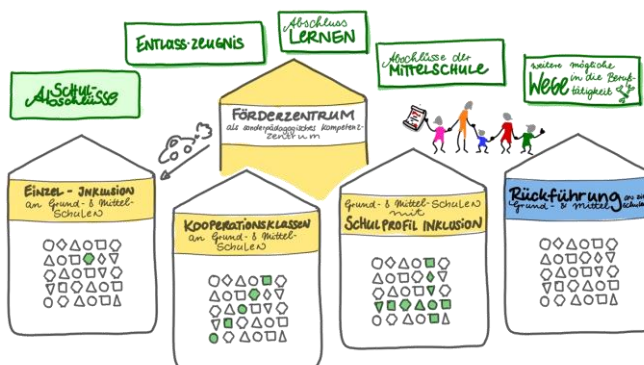 SCHUL-
Abschlüsse
ENTLASS-ZEUGNIS
Abschluss
LERNEN
Abschlüsse der
MITTELSCHULE
weitere mögliche
WEGE in die Berufs-
tätigkeit
FÖRDERZENTRUM
als sonderpädagogisches Kompetenz-
zentrum
EINZEL-INKLUSION
an Grund- & Mittel-
Schulen
KOOPERATIONSKLASSEN
an Grund- & Mittel-
Schulen
Grund- & Mittel-Schulen
mit
SCHULPROFIL INKLUSION
Rückführung an die
Grund- & Mittelschule